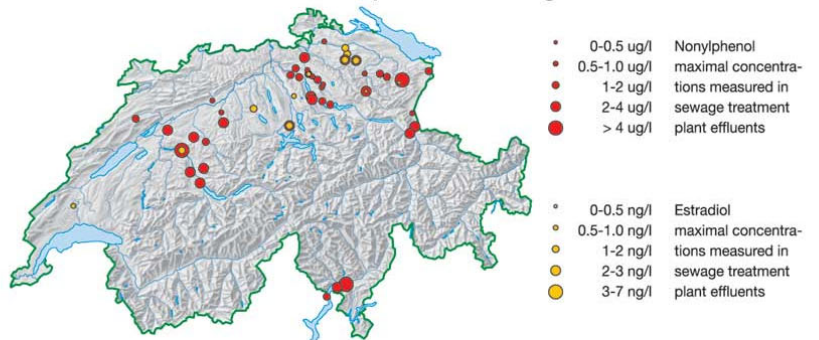 0-0.5 ug/l Nonylphenol
0.5-1.0 ug/l maximal concentra-
1-2 ug/l tions measured in
2-4 ug/l sewage treatment
> 4 ug/l plant effluents
0-0.5 ng/l Estradiol
0.5-1.0 ng/l maximal concentra-
1-2 ng/l tions measured in
2-3 ng/l sewage treatment
3-7 ng/l plant effluents